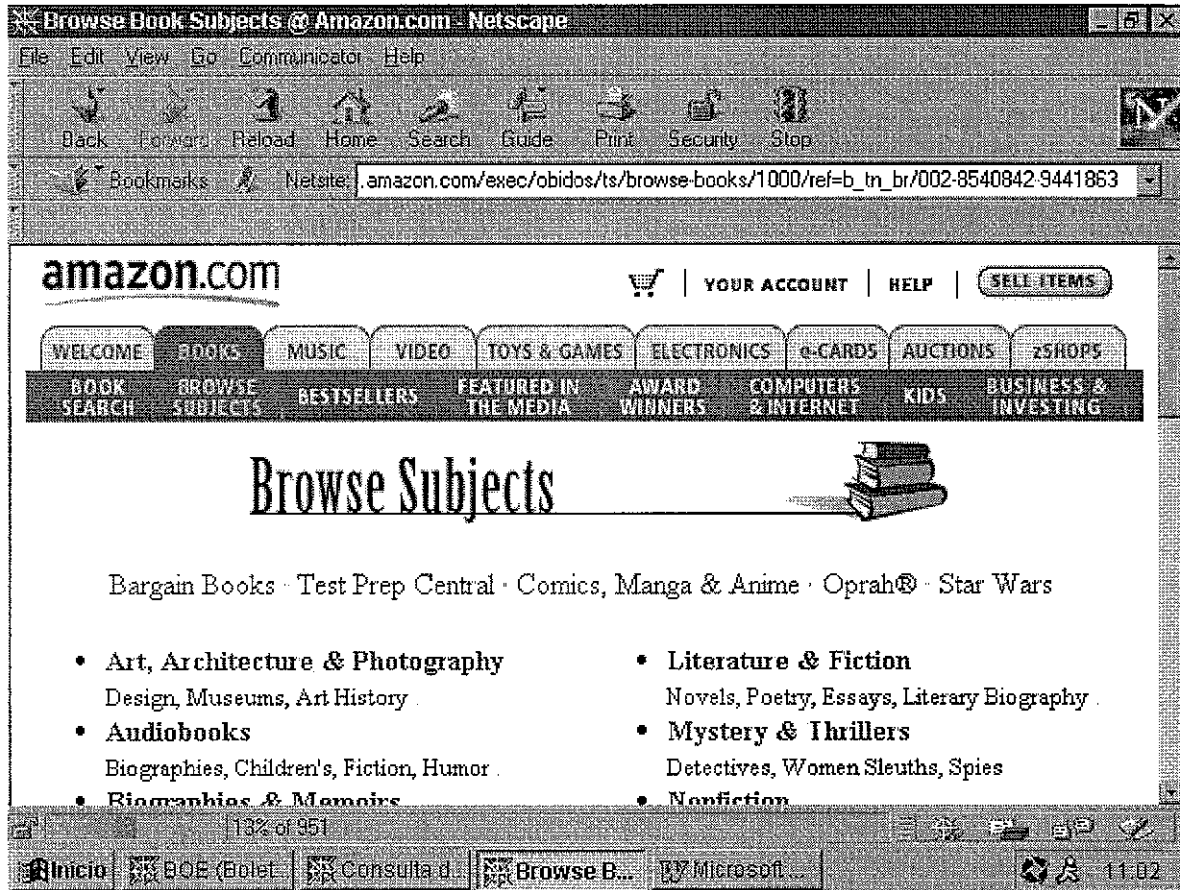 Browse Book Subjects @ Amazon.com - Netscape
File Edit View Go Communicator Help
Back Forward Reload Home Search Guide Print Security Stop
Bookmarks Netsite: .amazon.com/exec/obidos/ts/browse-books/1000/ref=b_tn_br/002-8540842-9441863
amazon.com
YOUR ACCOUNT | HELP | SELL ITEMS
WELCOME BOOKS MUSIC VIDEO TOYS & GAMES ELECTRONICS e-CARDS AUCTIONS zSHOPS
BOOK SEARCH BROWSE SUBJECTS BESTSELLERS FEATURED IN THE MEDIA AWARD WINNERS COMPUTERS & INTERNET KIDS BUSINESS & INVESTING
Browse Subjects
Bargain Books · Test Prep Central · Comics, Manga & Anime · Oprah® · Star Wars
• Art, Architecture & Photography
Design, Museums, Art History
• Audiobooks
Biographies, Children's, Fiction, Humor
• Biographies & Memoirs
• Literature & Fiction
Novels, Poetry, Essays, Literary Biography
• Mystery & Thrillers
Detectives, Women Sleuths, Spies
• Nonfiction
13% of 951
Inicio BOE (Bolet... Consulta d... Browse B... Microsoft ... 11:02